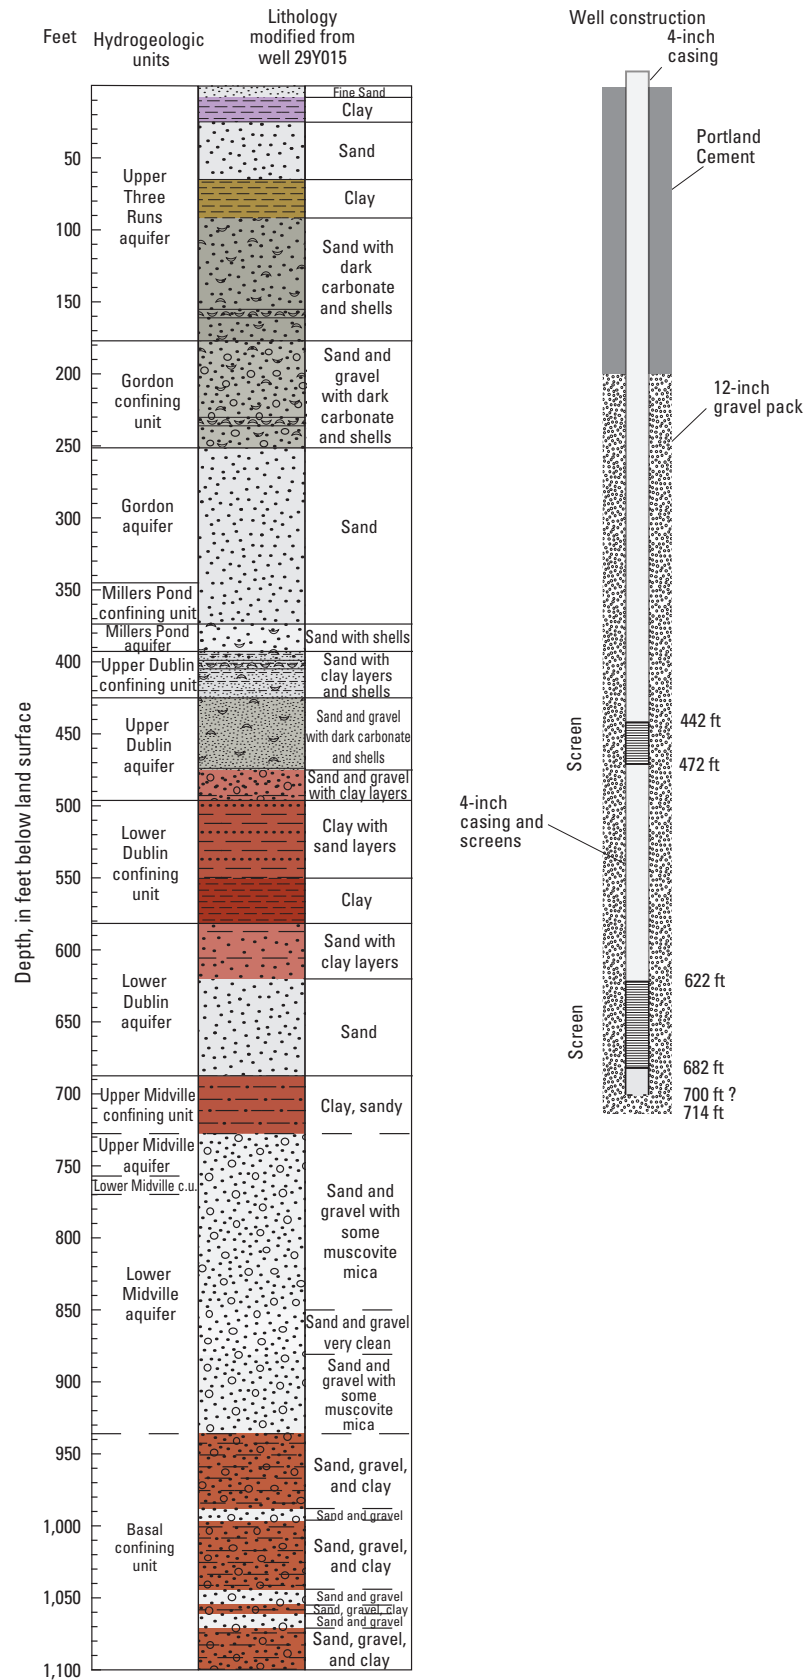 Feet
Hydrogeologic
units
Lithology
modified from
well 29Y015
Well construction
4-inch
casing
Portland
Cement
12-inch
gravel pack
Screen
442 ft
472 ft
4-inch
casing and
screens
Screen
622 ft
682 ft
700 ft ?
714 ft
Depth, in feet below land surface
50
100
150
200
250
300
350
400
450
500
550
600
650
700
750
800
850
900
950
1,000
1,050
1,100
Upper
Three
Runs
aquifer
Gordon
confining
unit
Gordon
aquifer
Millers Pond
confining unit
Millers Pond
aquifer
Upper Dublin
confining unit
Upper
Dublin
aquifer
Lower
Dublin
confining
unit
Lower
Dublin
aquifer
Upper Midville
confining unit
Upper Midville
aquifer
Lower Midville c.u.
Lower
Midville
aquifer
Basal
confining
unit
Fine Sand
Clay
Sand
Clay
Sand with
dark
carbonate
and shells
Sand and
gravel
with dark
carbonate
and shells
Sand
Sand with shells
Sand with
clay layers
and shells
Sand and gravel
with dark carbonate
and shells
Sand and gravel
with clay layers
Clay with
sand layers
Clay
Sand with
clay layers
Sand
Clay, sandy
Sand and
gravel with
some
muscovite
mica
Sand and gravel
very clean
Sand and
gravel with
some
muscovite
mica
Sand, gravel,
and clay
Sand and gravel
Sand, gravel,
and clay
Sand and gravel
Sand, gravel, clay
Sand and gravel
Sand, gravel,
and clay